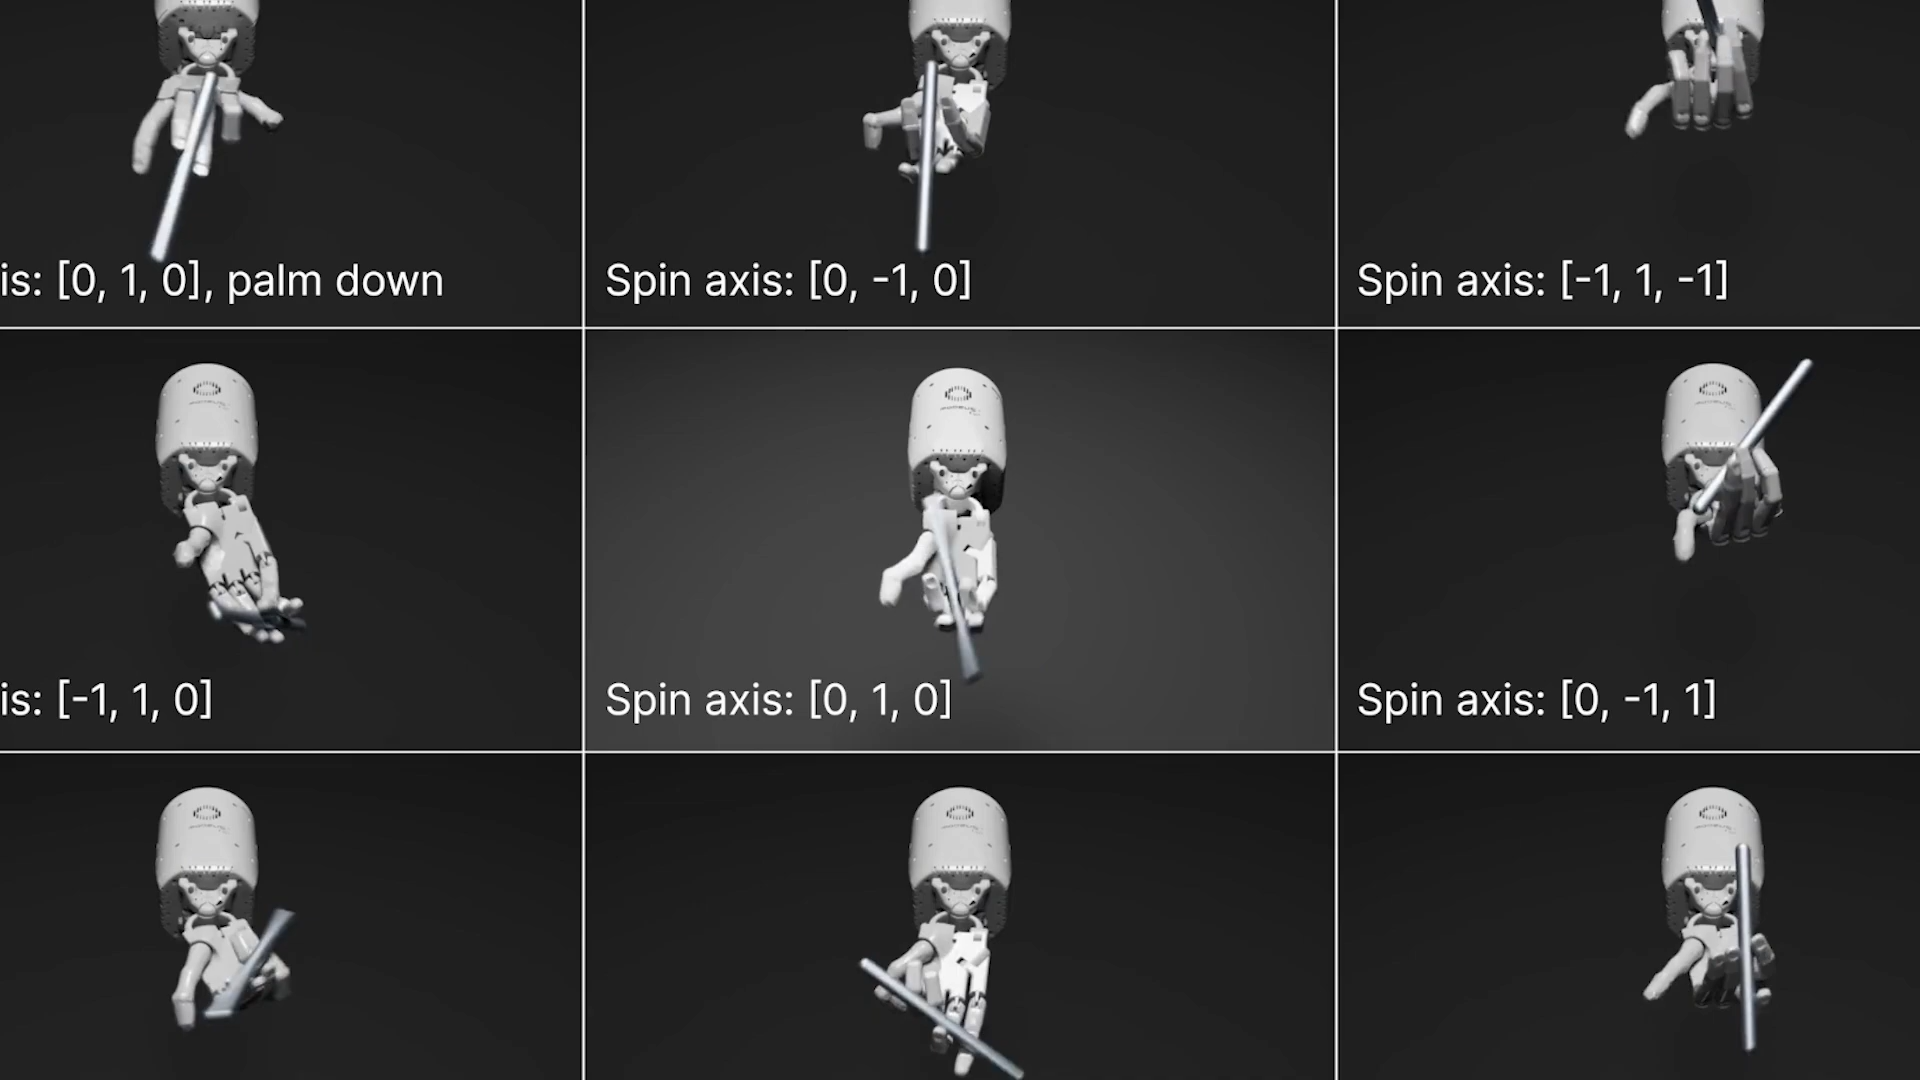 is: [0, 1, 0], palm down
Spin axis: [0, -1, 0]
Spin axis: [-1, 1, -1]
is: [-1, 1, 0]
Spin axis: [0, 1, 0]
Spin axis: [0, -1, 1]